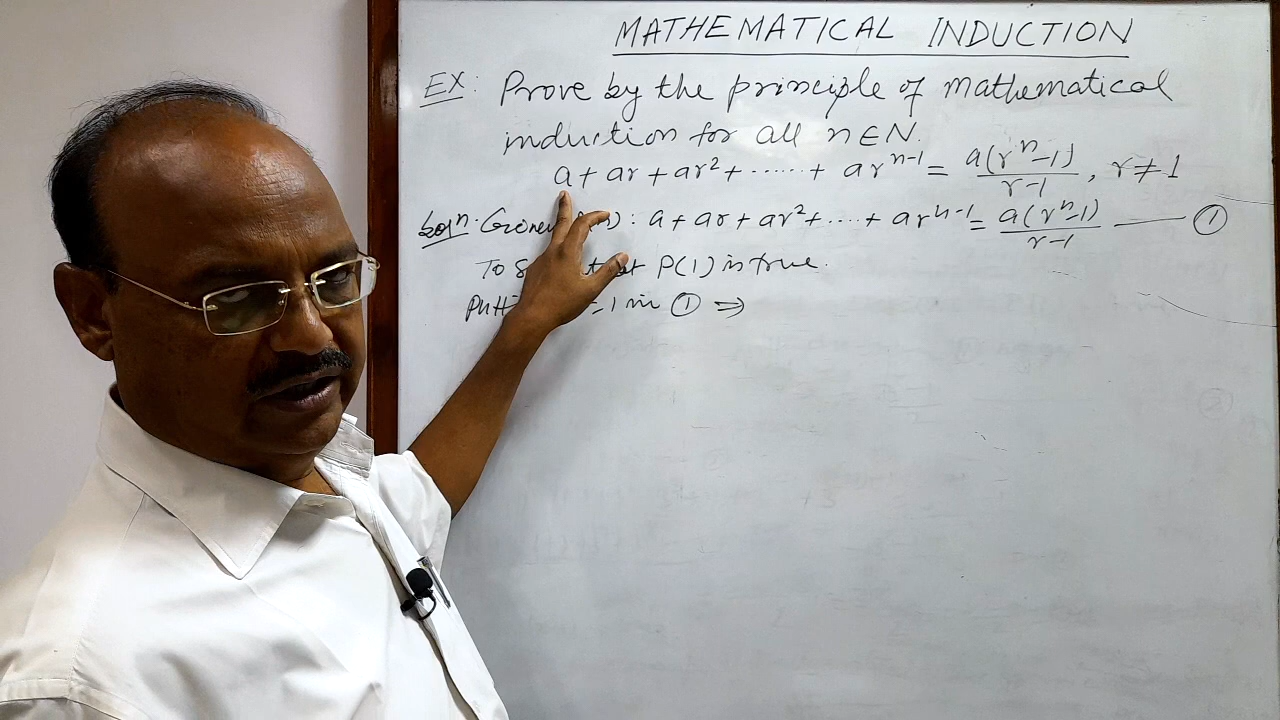 MATHEMATICAL INDUCTION
EX: Prove by the principle of mathematical
induction for all n∈N.
a + ar + ar² + ...... + arⁿ⁻¹ = a(rⁿ-1)/r-1, r≠1
Solⁿ. : a + ar + ar² + .... + arⁿ⁻¹ = a(rⁿ-1)/r-1 —— ①
To P(1) is true.
=1 in ① ⇒